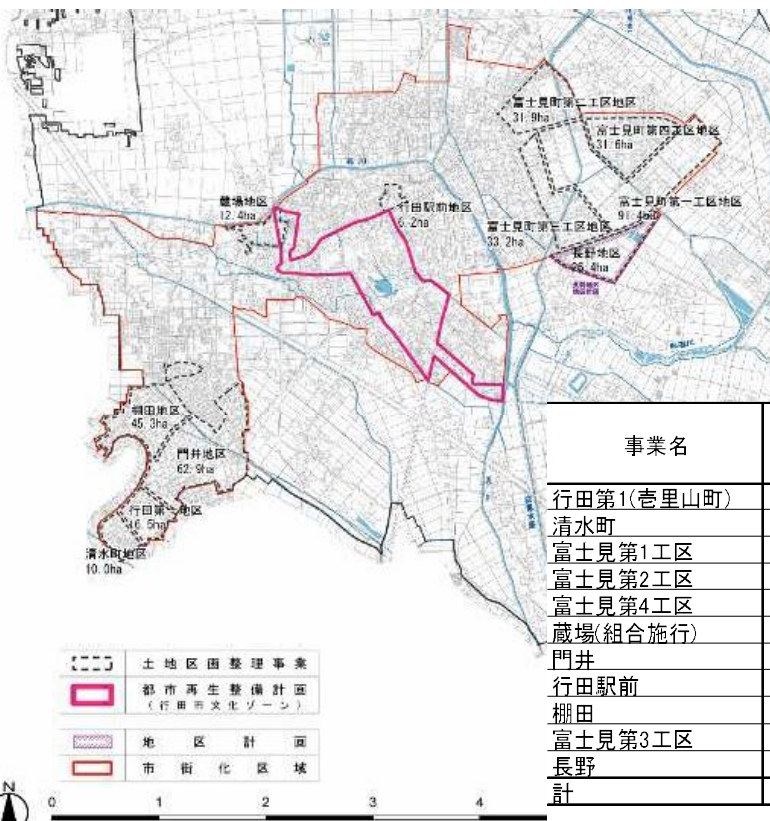 富士見町第二工区地区
31.9ha
富士見町第四工区地区
31.6ha
蔵場地区
12.4ha
行田駅前地区
6.2ha
富士見町第一工区地区
91.4ha
富士見町第三工区地区
33.2ha
長野地区
26.4ha
棚田地区
45.3ha
門井地区
62.9ha
行田第一地区
16.5ha
清水町地区
10.0ha
事業名
行田第1(壱里山町)
清水町
富士見第1工区
富士見第2工区
富士見第4工区
蔵場(組合施行)
門井
行田駅前
棚田
富士見第3工区
長野
計
土地区画整理事業
都市再生整備計画
(行田市文化ゾーン)
地区計画
市街化区域
N
0 1 2 3 4